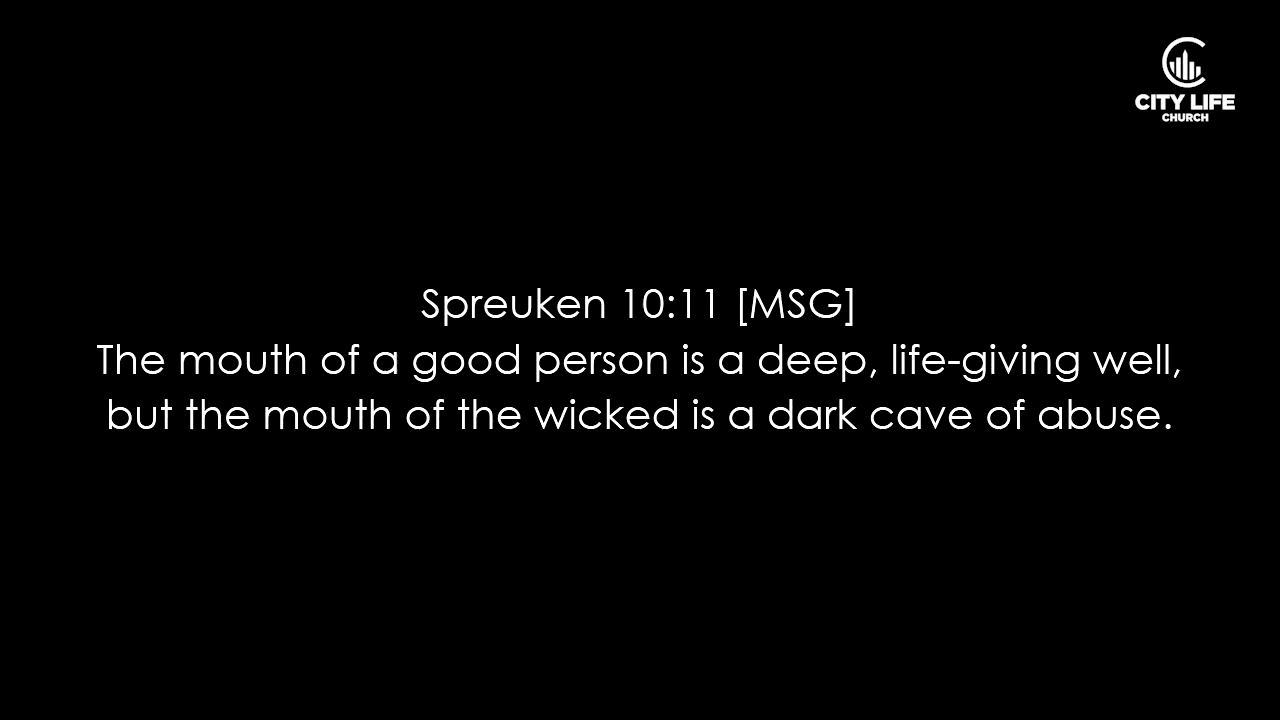 CITY LIFE
CHURCH
Spreuken 10:11 [MSG]
The mouth of a good person is a deep, life-giving well,
but the mouth of the wicked is a dark cave of abuse.